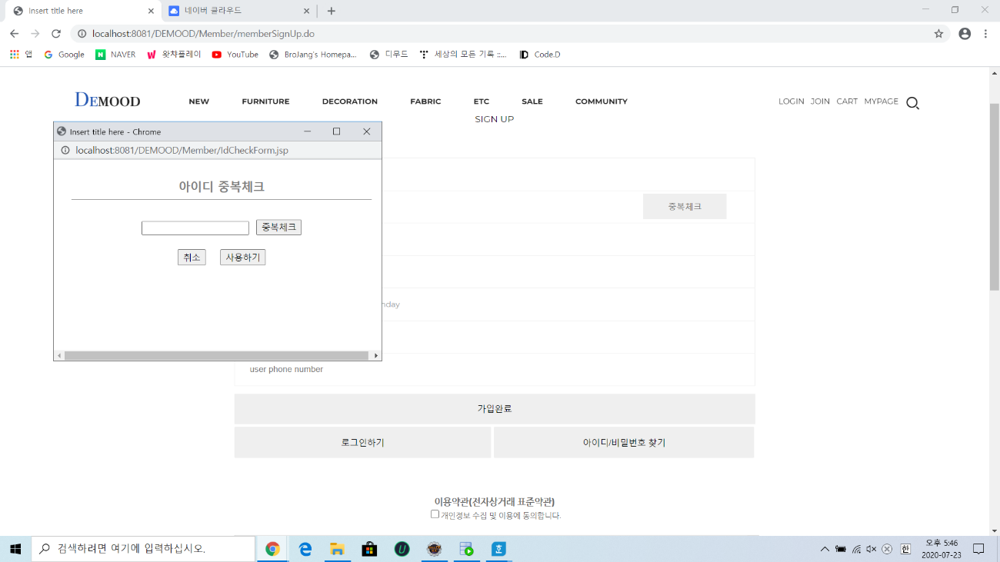 Insert title here
네이버 클라우드
localhost:8081/DEMOOD/Member/memberSignUp.do
앱 Google NAVER 왓챠플레이 YouTube BroJang's Homepa... 디우드 세상의 모든 기록 ::... Code.D
DEMOOD NEW FURNITURE DECORATION FABRIC ETC SALE COMMUNITY LOGIN JOIN CART MYPAGE
SIGN UP
Insert title here - Chrome
localhost:8081/DEMOOD/Member/IdCheckForm.jsp
아이디 중복체크
중복체크
취소 사용하기
중복체크
nday
user phone number
가입완료
로그인하기 아이디/비밀번호 찾기
이용약관(전자상거래 표준약관)
개인정보 수집 및 이용에 동의합니다.
검색하려면 여기에 입력하십시오.
한
오후 5:46
2020-07-23